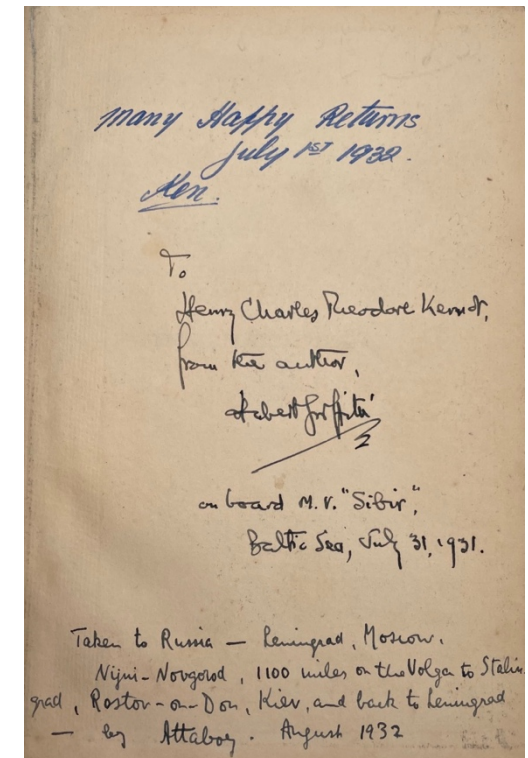 Many Happy Returns
July 1ST 1932.
Ken.
To
Henry Charles Theodore Kerndt,
from the author,
Hubert Griffith
on board M.V. "Sibir",
Baltic Sea, July 31, 1931.
Taken to Russia — Leningrad, Moscow.
Nijni-Novgorod, 1100 miles on the Volga to Stalin
grad, Rostov-on-Don, Kiev, and back to Leningrad
— by Attaboy. August 1932